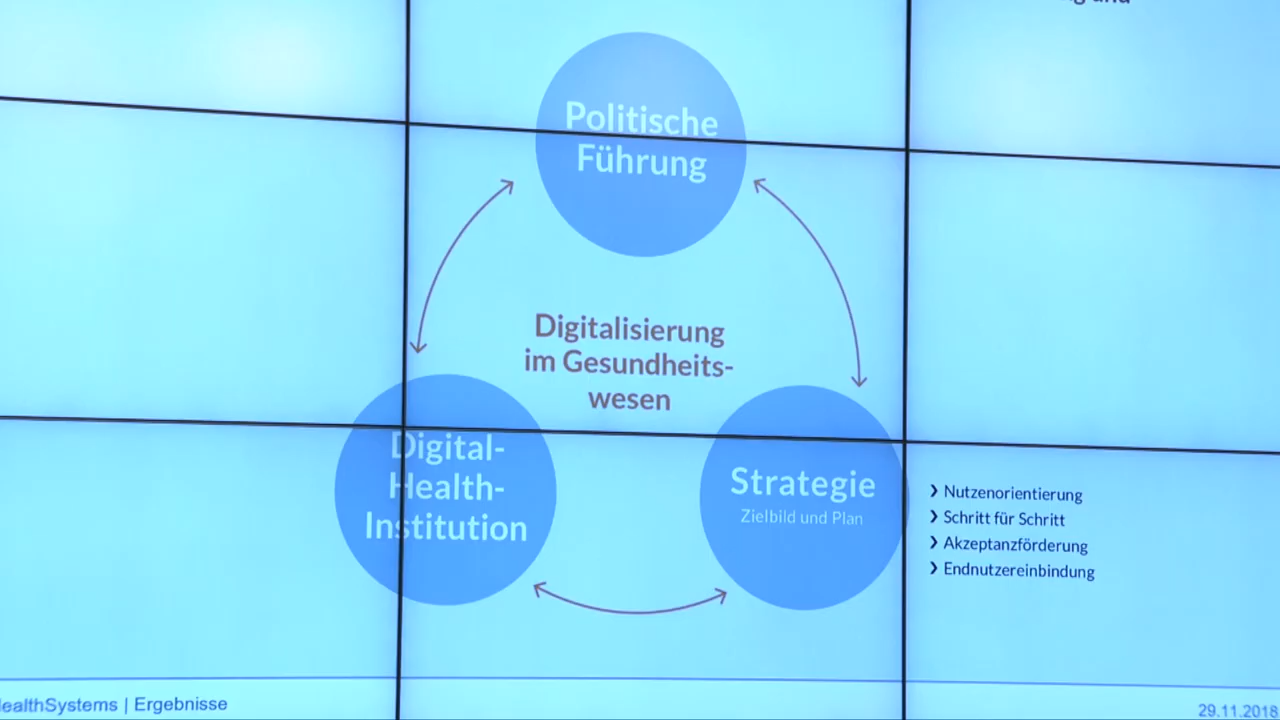 Politische
Führung
Digitalisierung
im Gesundheits-
wesen
Digital-
Health-
Institution
Strategie
Zielbild und Plan
❯ Nutzenorientierung
❯ Schritt für Schritt
❯ Akzeptanzförderung
❯ Endnutzereinbindung
ealthSystems | Ergebnisse
29.11.2018